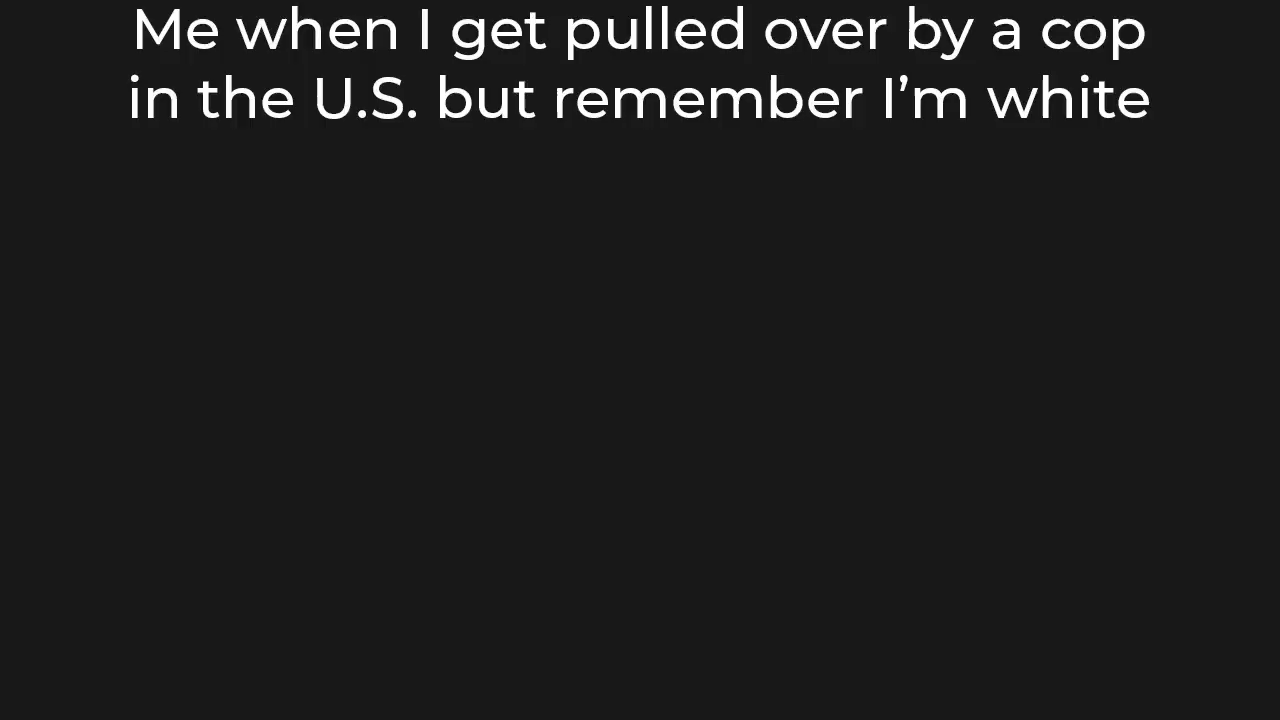 Me when I get pulled over by a cop
in the U.S. but remember I’m white